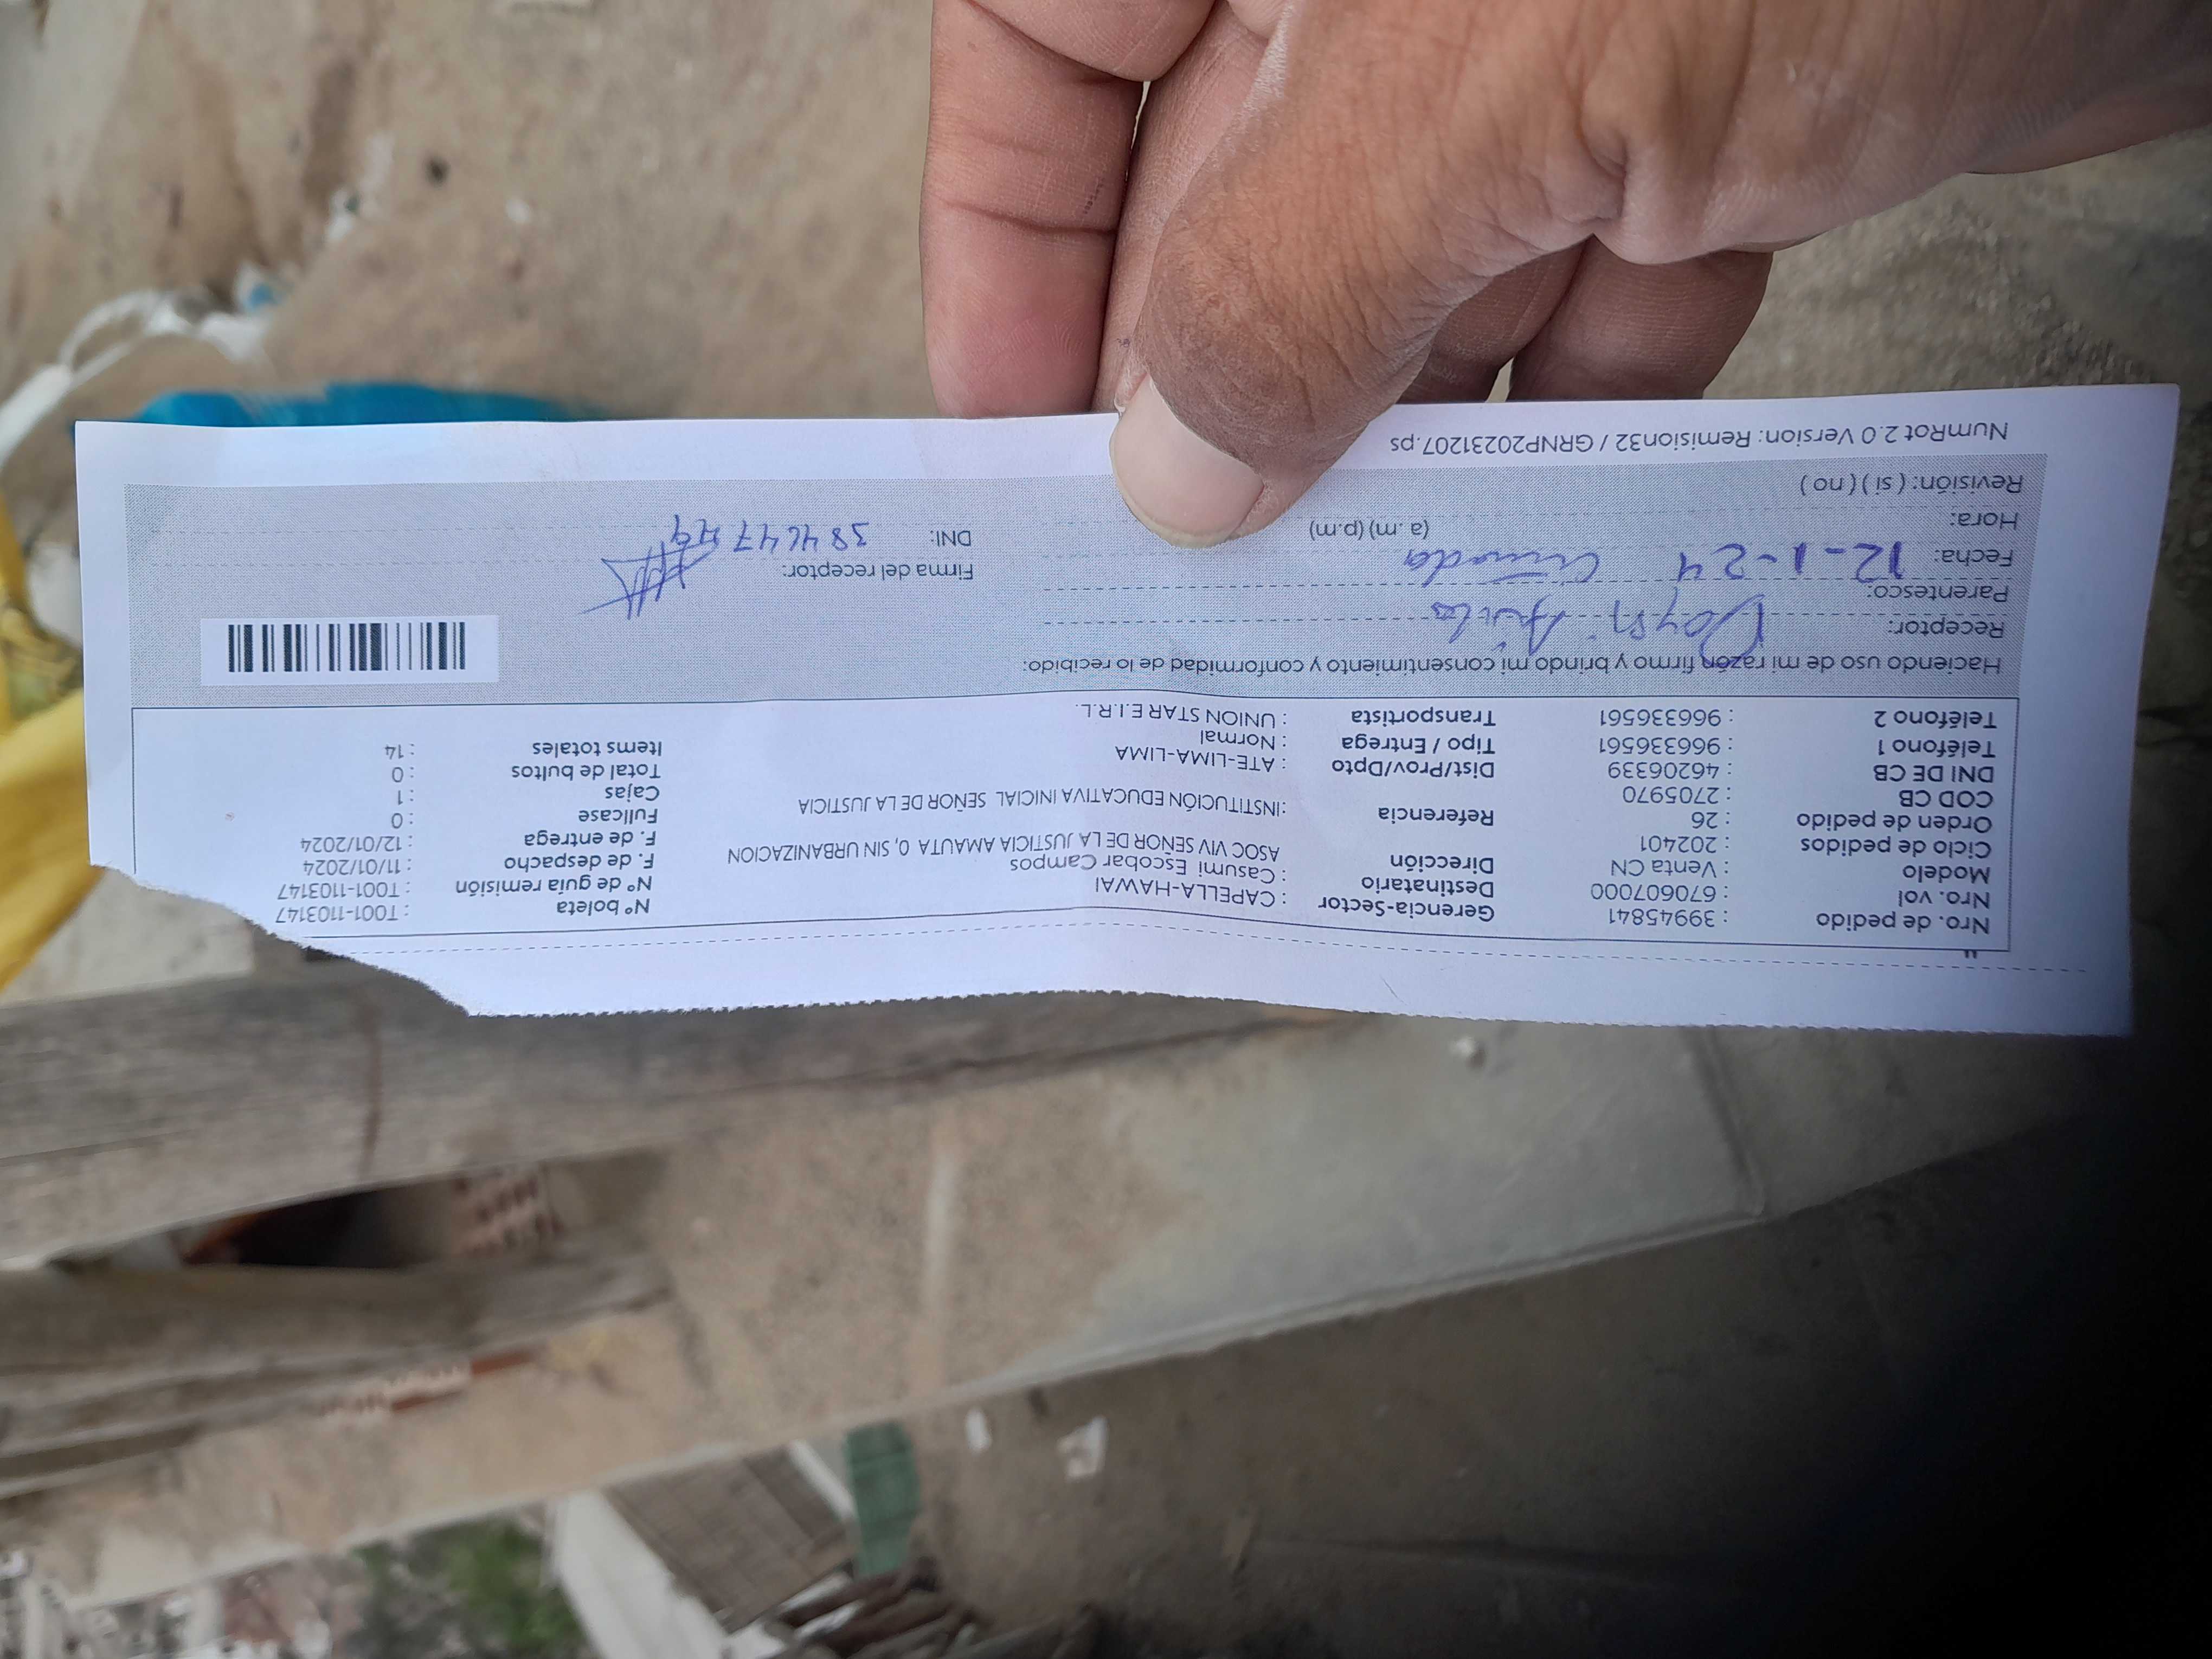 Nro. de pedido : 39945841 Gerencia-Sector : CAPELLA-HAWAI Nº boleta : T001-1103147
Nro. vol : 670607000 Destinatario : Casumi Escobar Campos Nº de guía remisión : T001-1103147
Modelo : Venta CN Dirección ASOC VIV SEÑOR DE LA JUSTICIA AMAUTA 0, SIN URBANIZACION F. de despacho : 11/01/2024
Ciclo de pedidos : 202401 F. de entrega : 12/01/2024
Orden de pedido : 26 Referencia :INSTITUCIÓN EDUCATIVA INICIAL SEÑOR DE LA JUSTICIA Fullcase : 0
COD CB : 2705970 Cajas : 1
DNI DE CB : 46206339 Dist/Prov/Dpto : ATE-LIMA-LIMA Total de bultos : 0
Teléfono 1 : 966336561 Tipo / Entrega : Normal Items totales : 14
Teléfono 2 : 966336561 Transportista : UNION STAR E.I.R.L.
Haciendo uso de mi razón firmo y brindo mi consentimiento y conformidad de lo recibido:
Receptor:
Parentesco: Firma del receptor:
Fecha: 12-1-24
Hora: (a.m) (p.m) DNI:
Revisión: ( si ) ( no )
NumRot 2.0 Version: Remision32 / GRNP20231207.ps